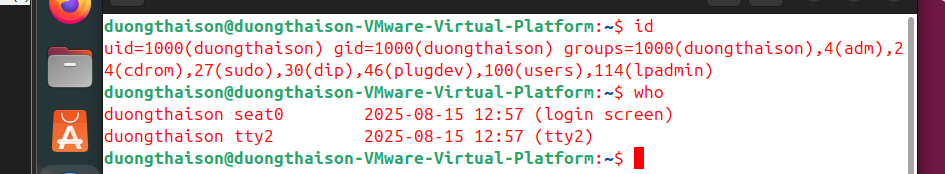 duongthaison@duongthaison-VMware-Virtual-Platform:~$ id
uid=1000(duongthaison) gid=1000(duongthaison) groups=1000(duongthaison),4(adm),2
4(cdrom),27(sudo),30(dip),46(plugdev),100(users),114(lpadmin)
duongthaison@duongthaison-VMware-Virtual-Platform:~$ who
duongthaison seat0        2025-08-15 12:57 (login screen)
duongthaison tty2         2025-08-15 12:57 (tty2)
duongthaison@duongthaison-VMware-Virtual-Platform:~$